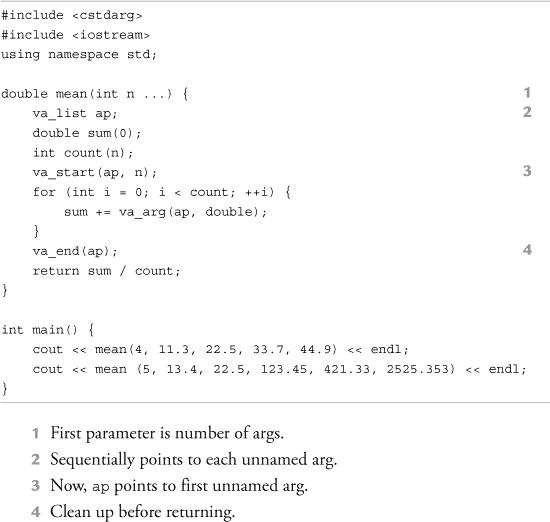 #include <cstdarg>
#include <iostream>
using namespace std;
double mean(int n ...) { 1
    va_list ap; 2
    double sum(0);
    int count(n);
    va_start(ap, n); 3
    for (int i = 0; i < count; ++i) {
        sum += va_arg(ap, double);
    }
    va_end(ap); 4
    return sum / count;
}
int main() {
    cout << mean(4, 11.3, 22.5, 33.7, 44.9) << endl;
    cout << mean (5, 13.4, 22.5, 123.45, 421.33, 2525.353) << endl;
}
1 First parameter is number of args.
2 Sequentially points to each unnamed arg.
3 Now, ap points to first unnamed arg.
4 Clean up before returning.